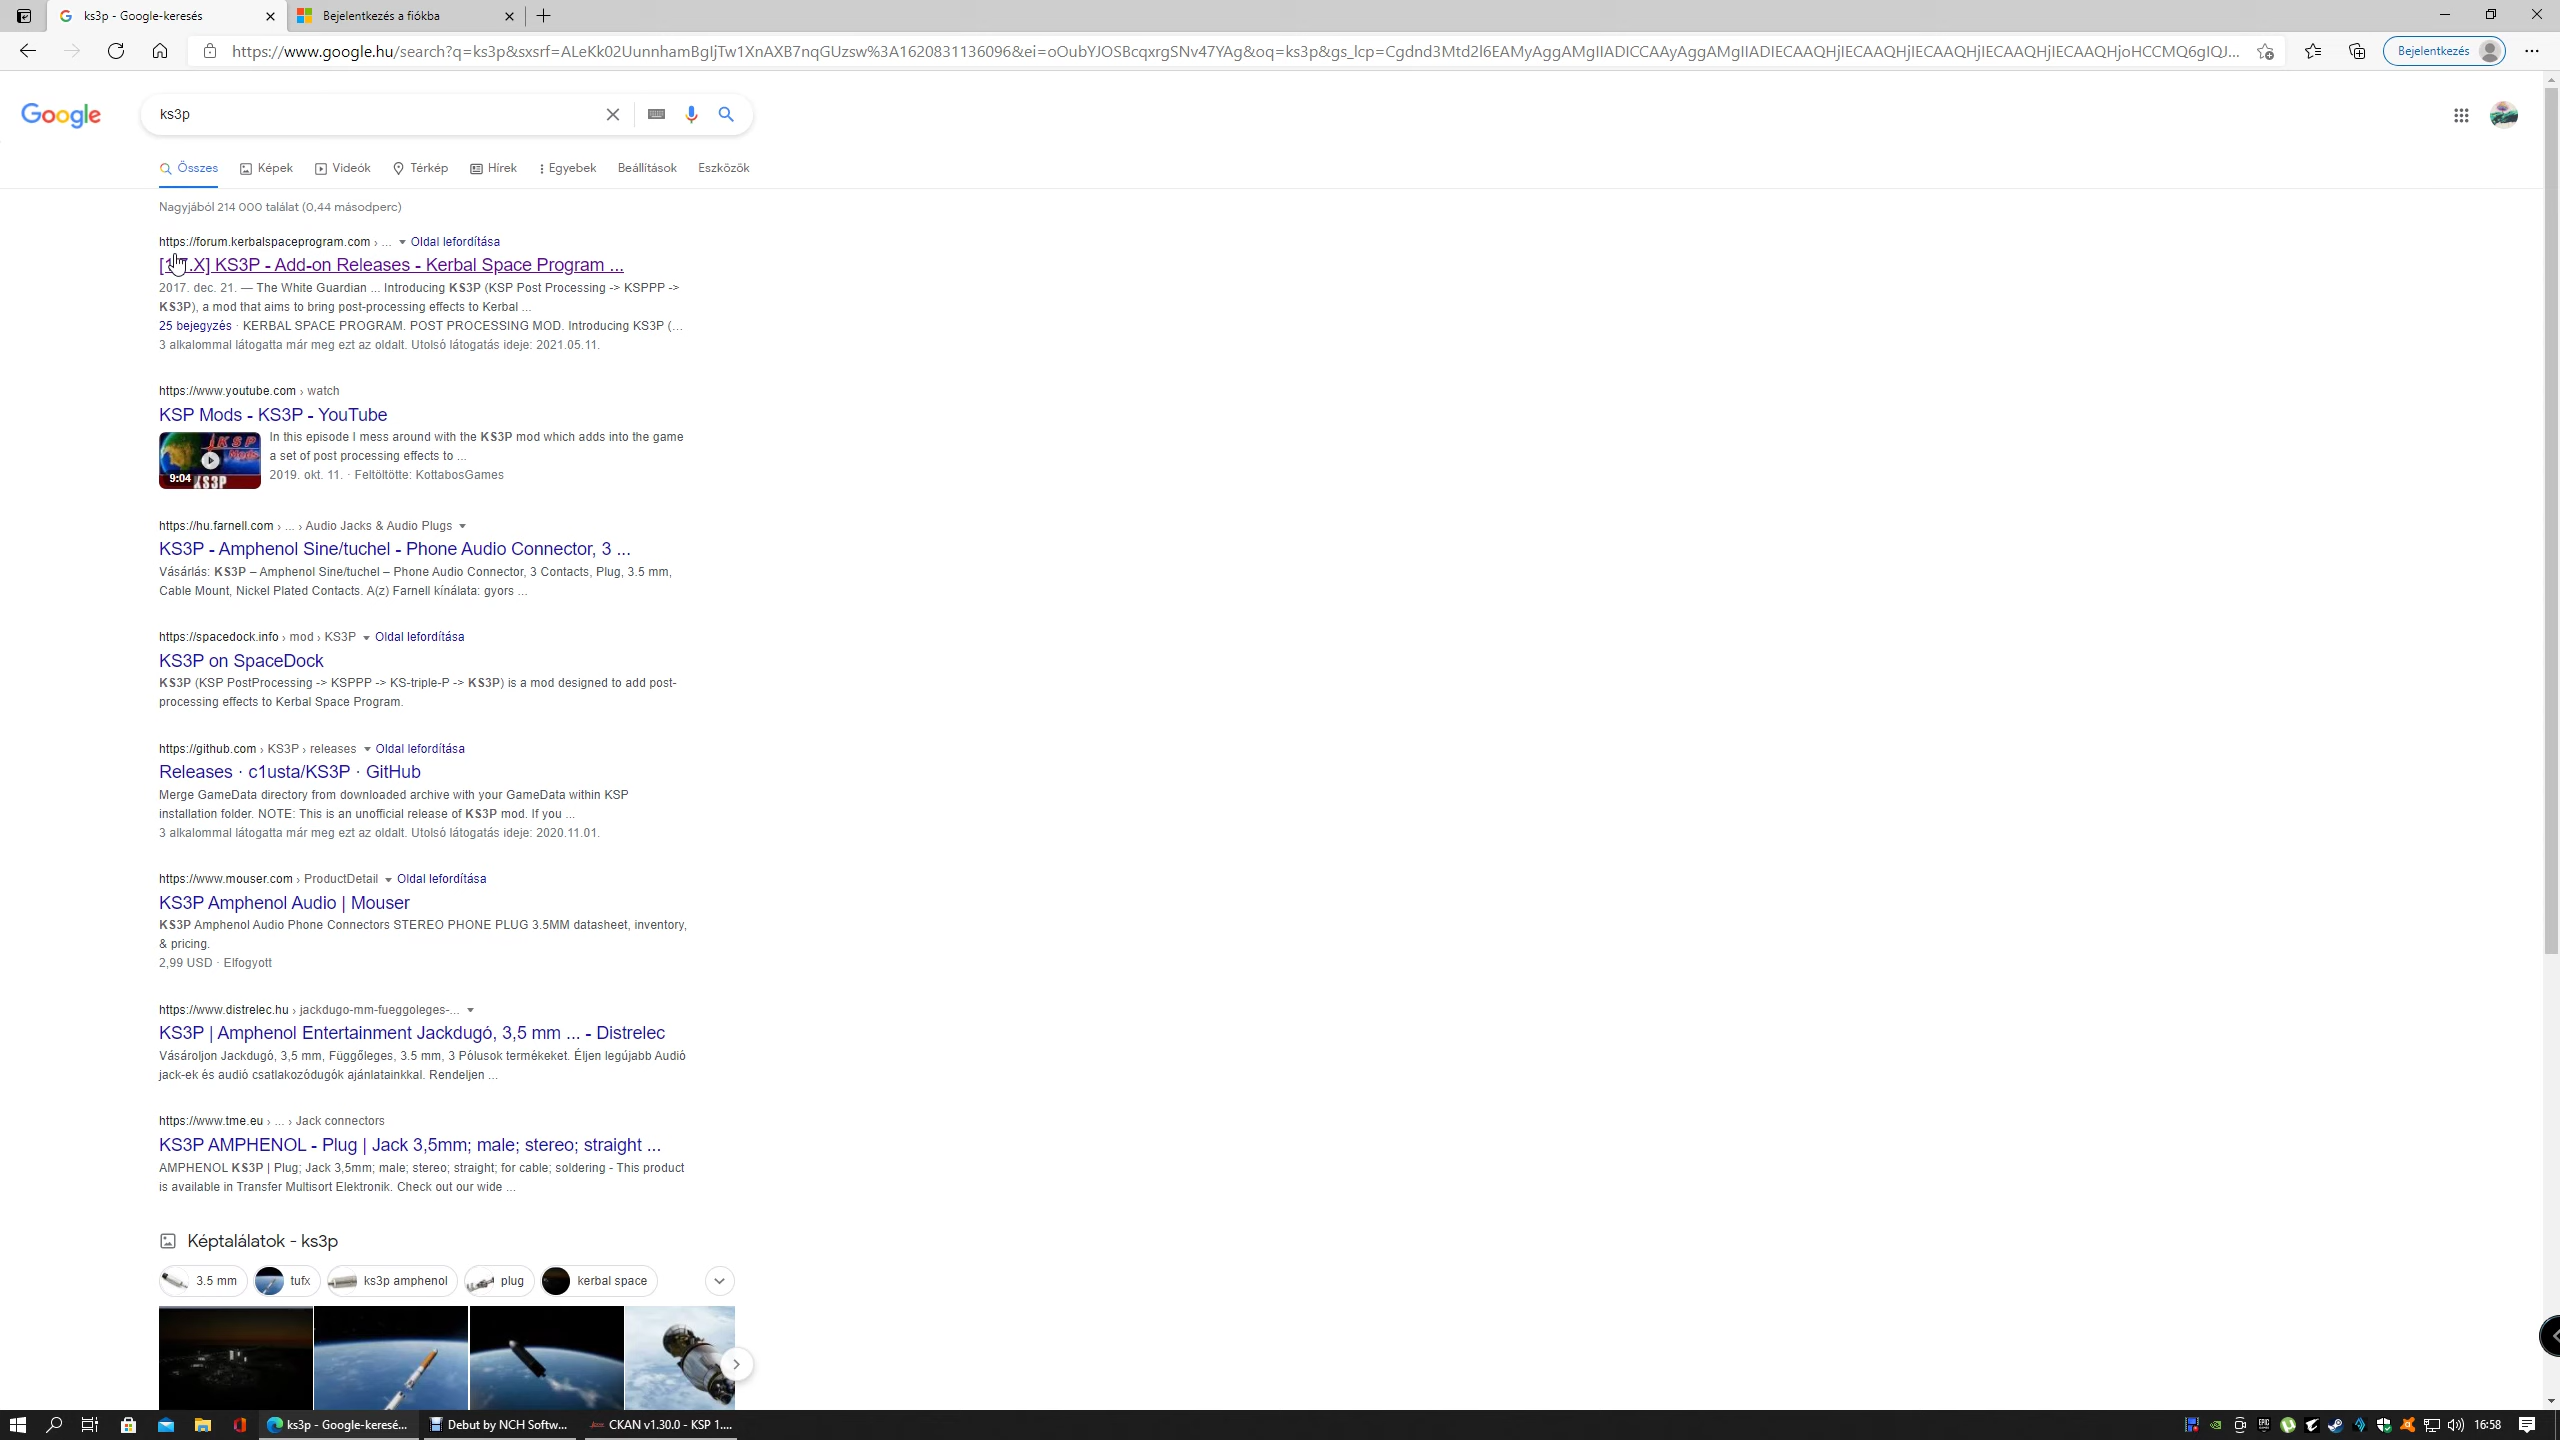 ks3p - Google-keresés
Bejelentkezés a fiókba
https://www.google.hu/search?q=ks3p&sxsrf=ALeKk02UunnhamBgIjTw1XnAXB7nqGUzsw%3A1620831136096&ei=oOubYJOSBcqxrgSNv47YAg&oq=ks3p&gs_lcp=Cgdnd3Mtd2l6EAMyAggAMgIIADICCAAyAggAMgIIADIECAAQHjIECAAQHjIECAAQHjIECAAQHjoHCCMQ6gIQJ...
Bejelentkezés
Google
ks3p
Összes Képek Videók Térkép Hírek Egyebek Beállítások Eszközök
Nagyjából 214 000 találat (0,44 másodperc)
https://forum.kerbalspaceprogram.com › ... Oldal lefordítása
.X] KS3P - Add-on Releases - Kerbal Space Program ...
2017. dec. 21. — The White Guardian ... Introducing KS3P (KSP Post Processing -> KSPPP ->
KS3P), a mod that aims to bring post-processing effects to Kerbal ...
25 bejegyzés · KERBAL SPACE PROGRAM. POST PROCESSING MOD. Introducing KS3P (...
3 alkalommal látogatta már meg ezt az oldalt. Utolsó látogatás ideje: 2021.05.11.
https://www.youtube.com › watch
KSP Mods - KS3P - YouTube
KSP
Mods
9:04
KS3P
In this episode I mess around with the KS3P mod which adds into the game
a set of post processing effects to ...
2019. okt. 11. · Feltöltötte: KottabosGames
https://hu.farnell.com › ... › Audio Jacks & Audio Plugs
KS3P - Amphenol Sine/tuchel - Phone Audio Connector, 3 ...
Vásárlás: KS3P – Amphenol Sine/tuchel – Phone Audio Connector, 3 Contacts, Plug, 3.5 mm,
Cable Mount, Nickel Plated Contacts. A(z) Farnell kínálata: gyors ...
https://spacedock.info › mod › KS3P Oldal lefordítása
KS3P on SpaceDock
KS3P (KSP PostProcessing -> KSPPP -> KS-triple-P -> KS3P) is a mod designed to add post-
processing effects to Kerbal Space Program.
https://github.com › KS3P › releases Oldal lefordítása
Releases · c1usta/KS3P · GitHub
Merge GameData directory from downloaded archive with your GameData within KSP
installation folder. NOTE: This is an unofficial release of KS3P mod. If you ...
3 alkalommal látogatta már meg ezt az oldalt. Utolsó látogatás ideje: 2020.11.01.
https://www.mouser.com › ProductDetail Oldal lefordítása
KS3P Amphenol Audio | Mouser
KS3P Amphenol Audio Phone Connectors STEREO PHONE PLUG 3.5MM datasheet, inventory,
& pricing.
2,99 USD · Elfogyott
https://www.distrelec.hu › jackdugo-mm-fueggoleges-...
KS3P | Amphenol Entertainment Jackdugó, 3,5 mm ... - Distrelec
Vásároljon Jackdugó, 3,5 mm, Függőleges, 3.5 mm, 3 Pólusok termékeket. Éljen legújabb Audió
jack-ek és audió csatlakozódugók ajánlatainkkal. Rendeljen ...
https://www.tme.eu › ... › Jack connectors
KS3P AMPHENOL - Plug | Jack 3,5mm; male; stereo; straight ...
AMPHENOL KS3P | Plug; Jack 3,5mm; male; stereo; straight; for cable; soldering - This product
is available in Transfer Multisort Elektronik. Check out our wide ...
Képtalálatok - ks3p
3.5 mm tufx ks3p amphenol plug kerbal space
ks3p - Google-keresé... Debut by NCH Softw... CKAN v1.30.0 - KSP 1.... 16:58